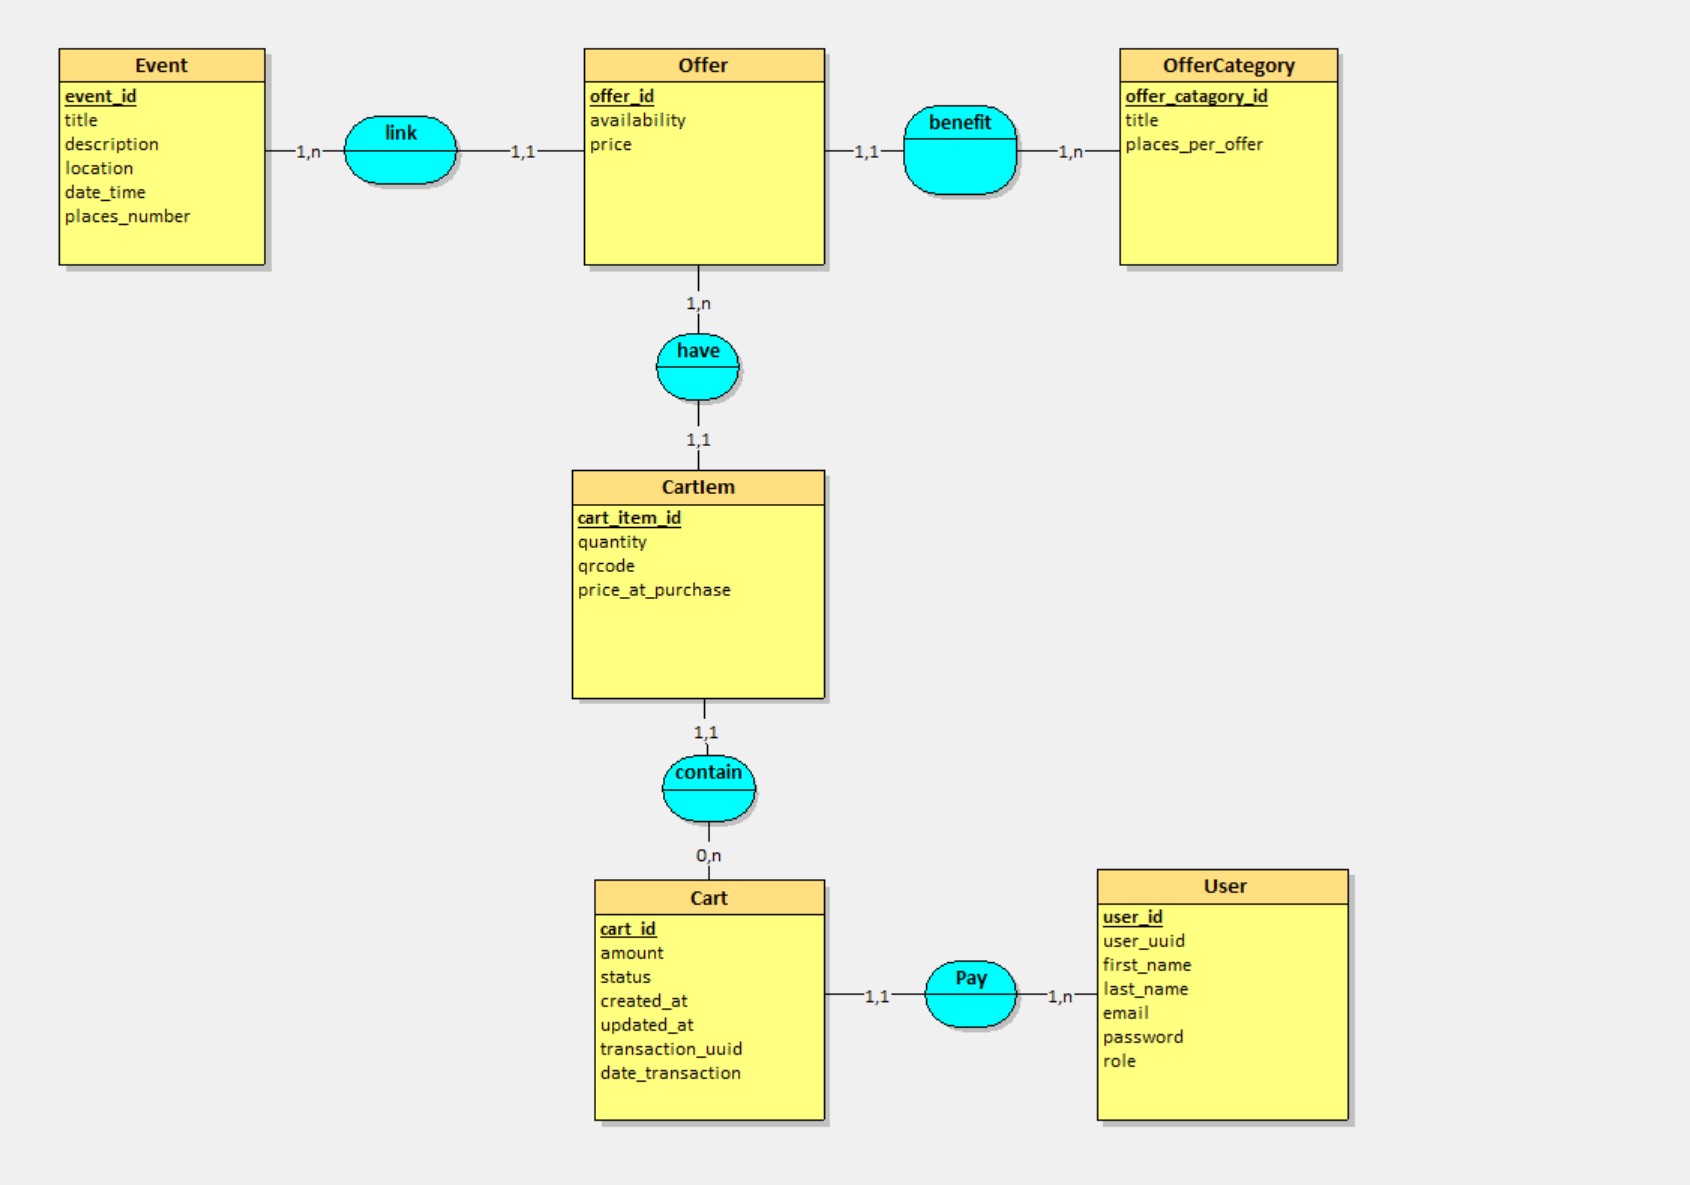 Event
event_id
title
description
location
date_time
places_number
1,n
link
1,1
Offer
offer_id
availability
price
1,1
benefit
1,n
OfferCategory
offer_catagory_id
title
places_per_offer
1,n
have
1,1
CartIem
cart_item_id
quantity
qrcode
price_at_purchase
1,1
contain
0,n
Cart
cart_id
amount
status
created_at
updated_at
transaction_uuid
date_transaction
1,1
Pay
1,n
User
user_id
user_uuid
first_name
last_name
email
password
role